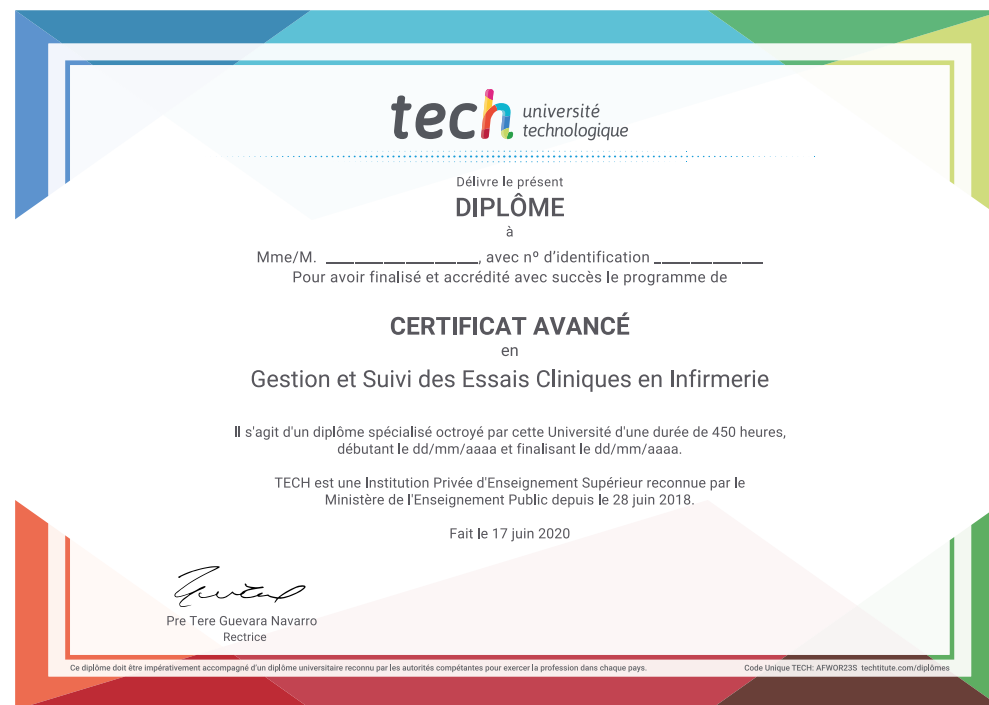 tech université
technologique
Délivre le présent
DIPLÔME
à
Mme/M. _________________, avec nº d'identification ____________
Pour avoir finalisé et accrédité avec succès le programme de
CERTIFICAT AVANCÉ
en
Gestion et Suivi des Essais Cliniques en Infirmerie
Il s'agit d'un diplôme spécialisé octroyé par cette Université d'une durée de 450 heures,
débutant le dd/mm/aaaa et finalisant le dd/mm/aaaa.
TECH est une Institution Privée d'Enseignement Supérieur reconnue par le
Ministère de l'Enseignement Public depuis le 28 juin 2018.
Fait le 17 juin 2020
Pre Tere Guevara Navarro
Rectrice
Ce diplôme doit être impérativement accompagné d'un diplôme universitaire reconnu par les autorités compétantes pour exercer la profession dans chaque pays.
Code Unique TECH: AFWOR23S techtitute.com/diplômes